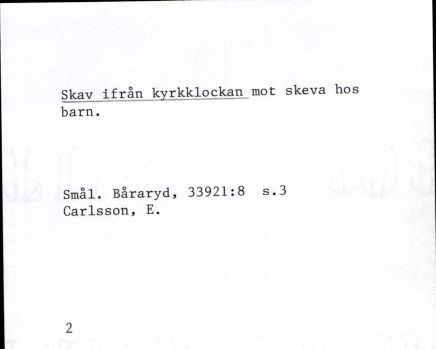 Skav ifrån kyrkklockan mot skeva hos
barn.
Smål. Båraryd, 33921:8 s.3
Carlsson, E.
2